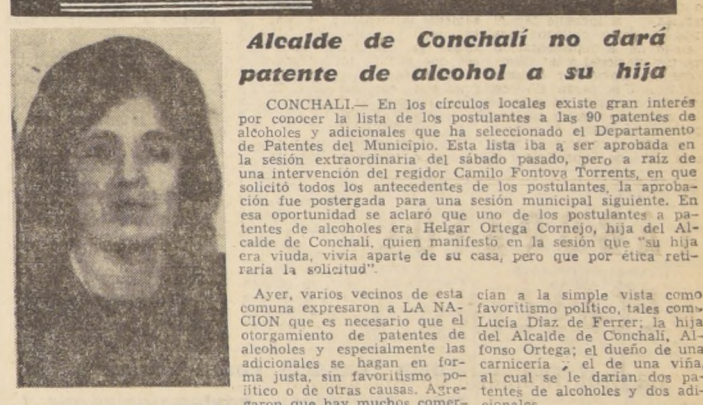 Alcalde de Conchalí no dará
patente de alcohol a su hija
CONCHALI.— En los círculos locales existe gran interés
por conocer la lista de los postulantes a las 90 patentes de
alcoholes y adicionales que ha seleccionado el Departamento
de Patentes del Municipio. Esta lista iba a ser aprobada en
la sesión extraordinaria del sábado pasado, pero a raíz de
una intervención del regidor Camilo Fontova Torrents, en que
solicitó todos los antecedentes de los postulantes, la aproba-
ción fue postergada para una sesión municipal siguiente. En
esa oportunidad se aclaró que uno de los postulantes a pa-
tentes de alcoholes era Helgar Ortega Cornejo, hija del Al-
calde de Conchalí, quien manifestó en la sesión que "su hija
era viuda, vivía aparte de su casa, pero que por ética reti-
raría la solicitud".
Ayer, varios vecinos de esta
comuna expresaron a LA NA-
CION que es necesario que el
otorgamiento de patentes de
alcoholes y especialmente las
adicionales se hagan en for-
ma justa, sin favoritismo po-
lítico o de otras causas. Agre-
garon que hay muchos comer-
cían a la simple vista como
favoritismo político, tales como
Lucía Díaz de Ferrer; la hija
del Alcalde de Conchalí, Al-
fonso Ortega; el dueño de una
carnicería y el de una viña,
al cual se le darían dos pa-
tentes de alcoholes y dos adi-
cionales